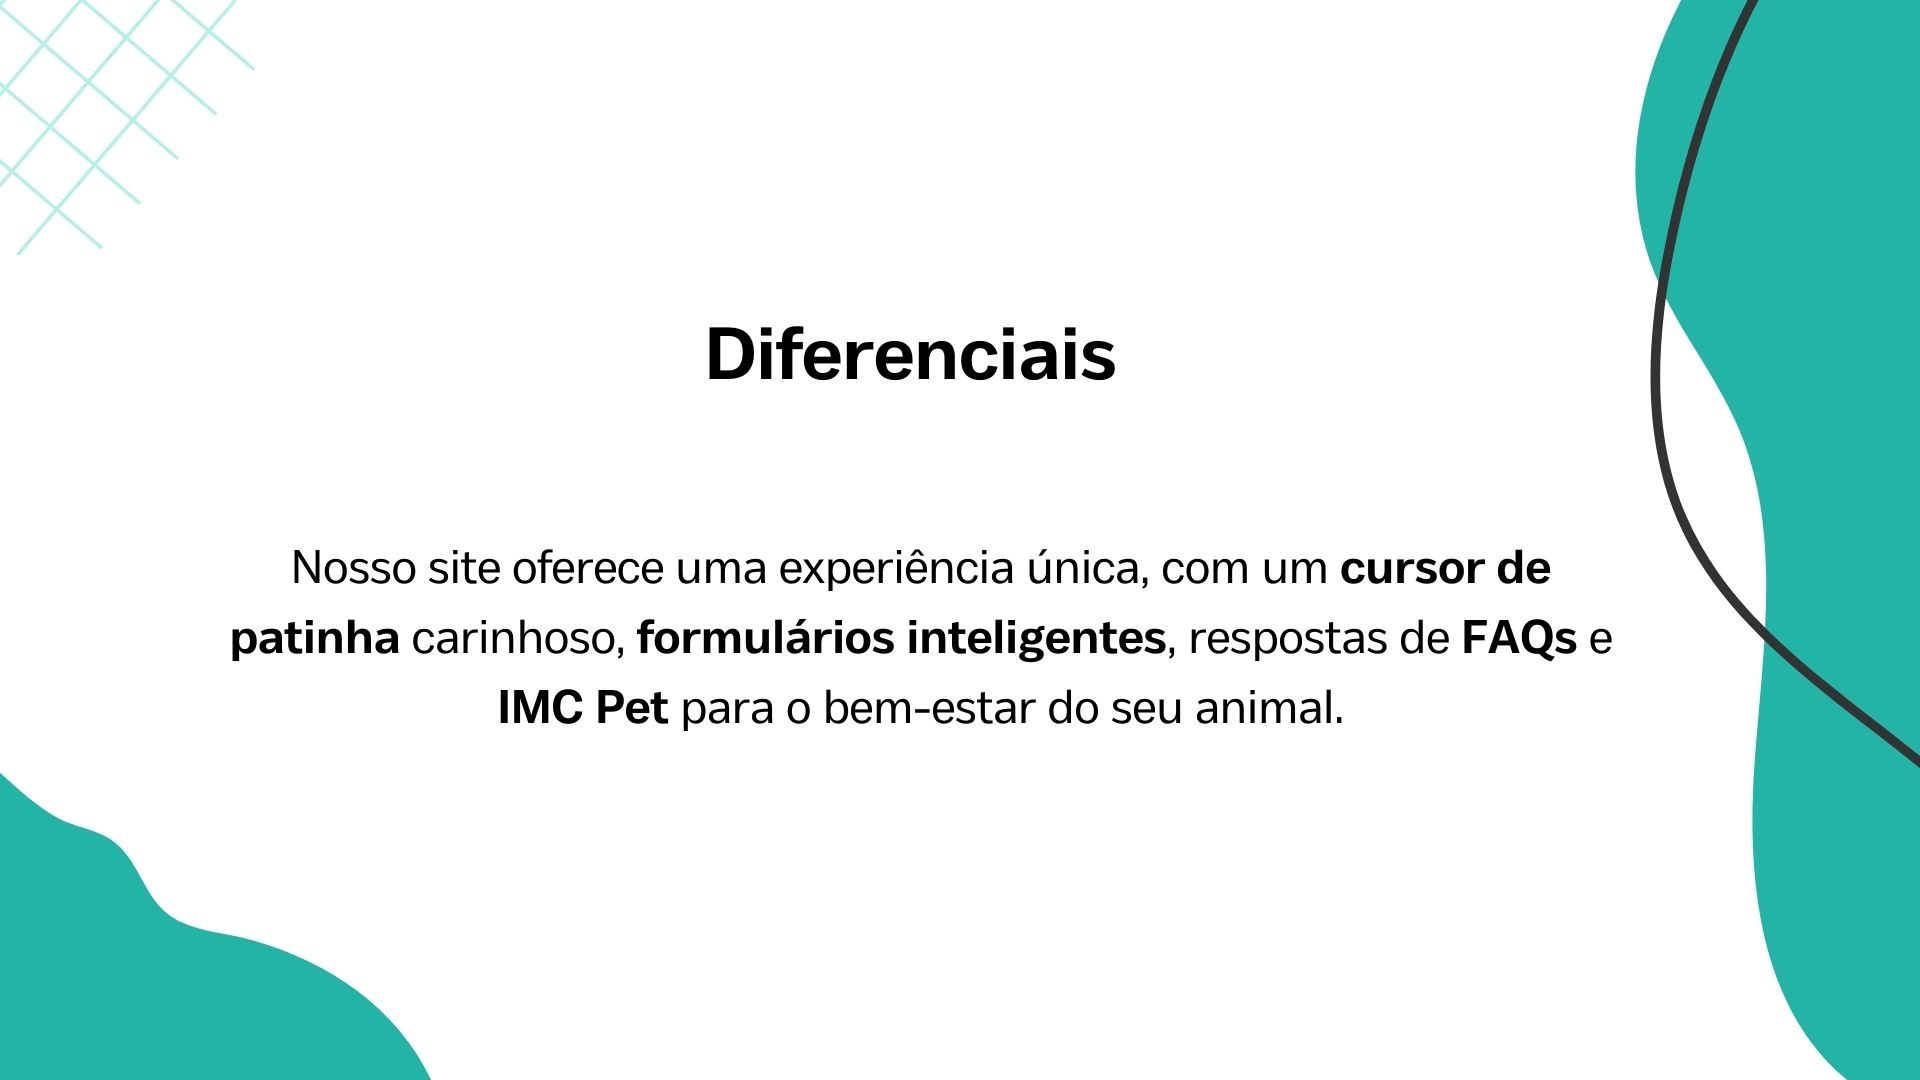 Diferenciais
Nosso site oferece uma experiência única, com um cursor de
patinha carinhoso, formulários inteligentes, respostas de FAQs e
IMC Pet para o bem-estar do seu animal.